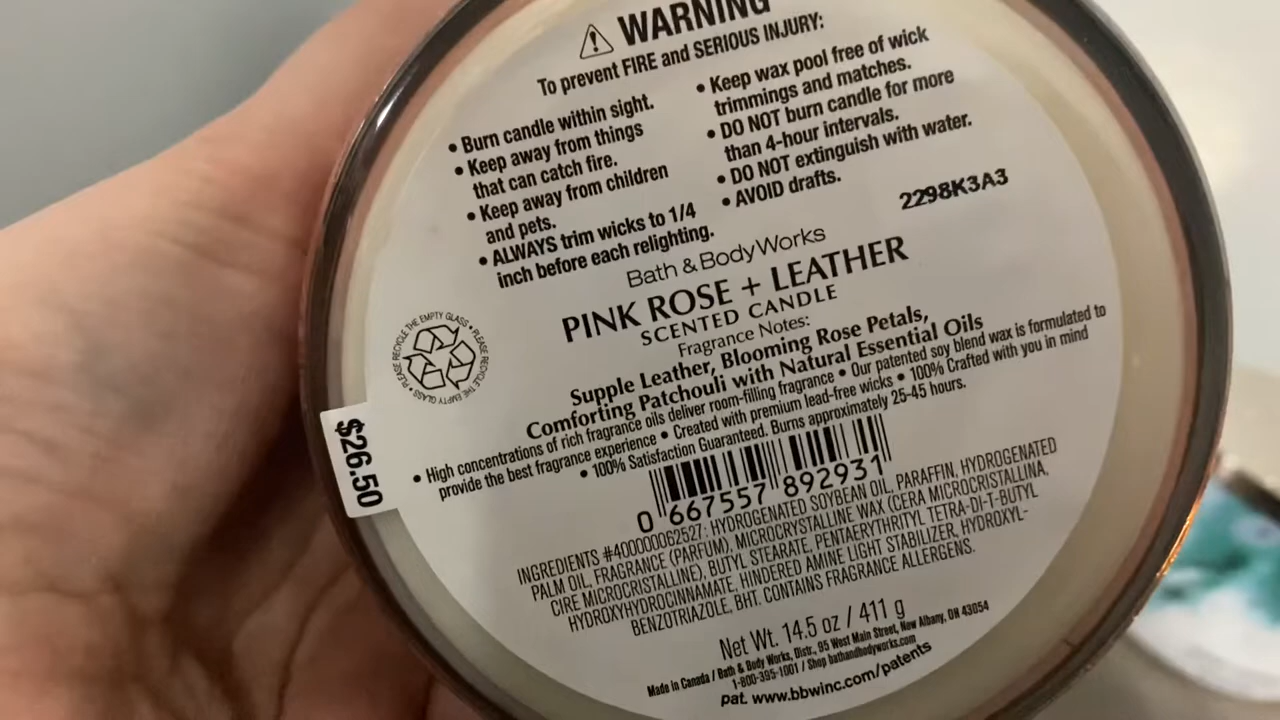 WARNING
To prevent FIRE and SERIOUS INJURY:
• Burn candle within sight.
• Keep away from things
that can catch fire.
• Keep away from children
and pets.
• ALWAYS trim wicks to 1/4
inch before each relighting.
• Keep wax pool free of wick
trimmings and matches.
• DO NOT burn candle for more
than 4-hour intervals.
• DO NOT extinguish with water.
• AVOID drafts.
2298K3A3
Bath & Body Works
PINK ROSE + LEATHER
SCENTED CANDLE
Fragrance Notes:
Supple Leather, Blooming Rose Petals,
Comforting Patchouli with Natural Essential Oils
• High concentrations of rich fragrance oils deliver room-filling fragrance • Our patented soy blend wax is formulated to
provide the best fragrance experience • Created with premium lead-free wicks • 100% Crafted with you in mind
• 100% Satisfaction Guaranteed. Burns approximately 25-45 hours.
PLEASE RECYCLE THE EMPTY GLASS • PLEASE RECYCLE THE EMPTY GLASS •
$26.50
0 667557 892931
INGREDIENTS #400000062527: HYDROGENATED SOYBEAN OIL, PARAFFIN, HYDROGENATED
PALM OIL, FRAGRANCE (PARFUM), MICROCRYSTALLINE WAX (CERA MICROCRISTALLINA,
CIRE MICROCRISTALLINE), BUTYL STEARATE, PENTAERYTHRITYL TETRA-DI-T-BUTYL
HYDROXYHYDROCINNAMATE, HINDERED AMINE LIGHT STABILIZER, HYDROXYL-
BENZOTRIAZOLE, BHT. CONTAINS FRAGRANCE ALLERGENS.
Net Wt. 14.5 oz / 411 g
Made in Canada / Bath & Body Works, Distr., 95 West Main Street, New Albany, OH 43054
1-800-395-1001 / Shop bathandbodyworks.com
pat. www.bbwinc.com/patents